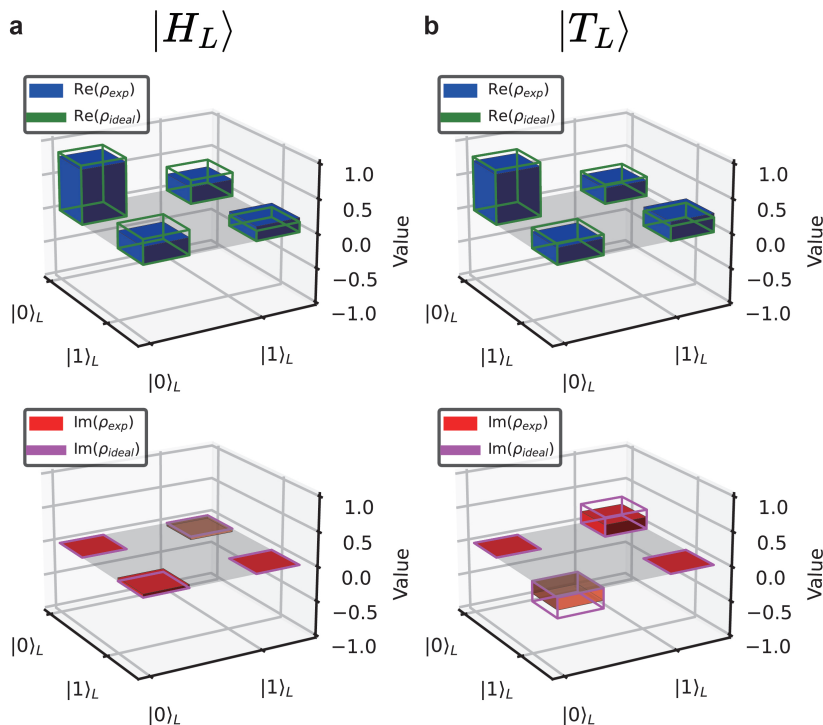 a
|H_L⟩
b
|T_L⟩
Re(ρ_exp)
Re(ρ_ideal)
1.0
0.5
0.0
−0.5
−1.0
Value
|0⟩_L
|1⟩_L
|0⟩_L
|1⟩_L
Re(ρ_exp)
Re(ρ_ideal)
1.0
0.5
0.0
−0.5
−1.0
Value
|0⟩_L
|1⟩_L
|0⟩_L
|1⟩_L
Im(ρ_exp)
Im(ρ_ideal)
1.0
0.5
0.0
−0.5
−1.0
Value
|0⟩_L
|1⟩_L
|0⟩_L
|1⟩_L
Im(ρ_exp)
Im(ρ_ideal)
1.0
0.5
0.0
−0.5
−1.0
Value
|0⟩_L
|1⟩_L
|0⟩_L
|1⟩_L